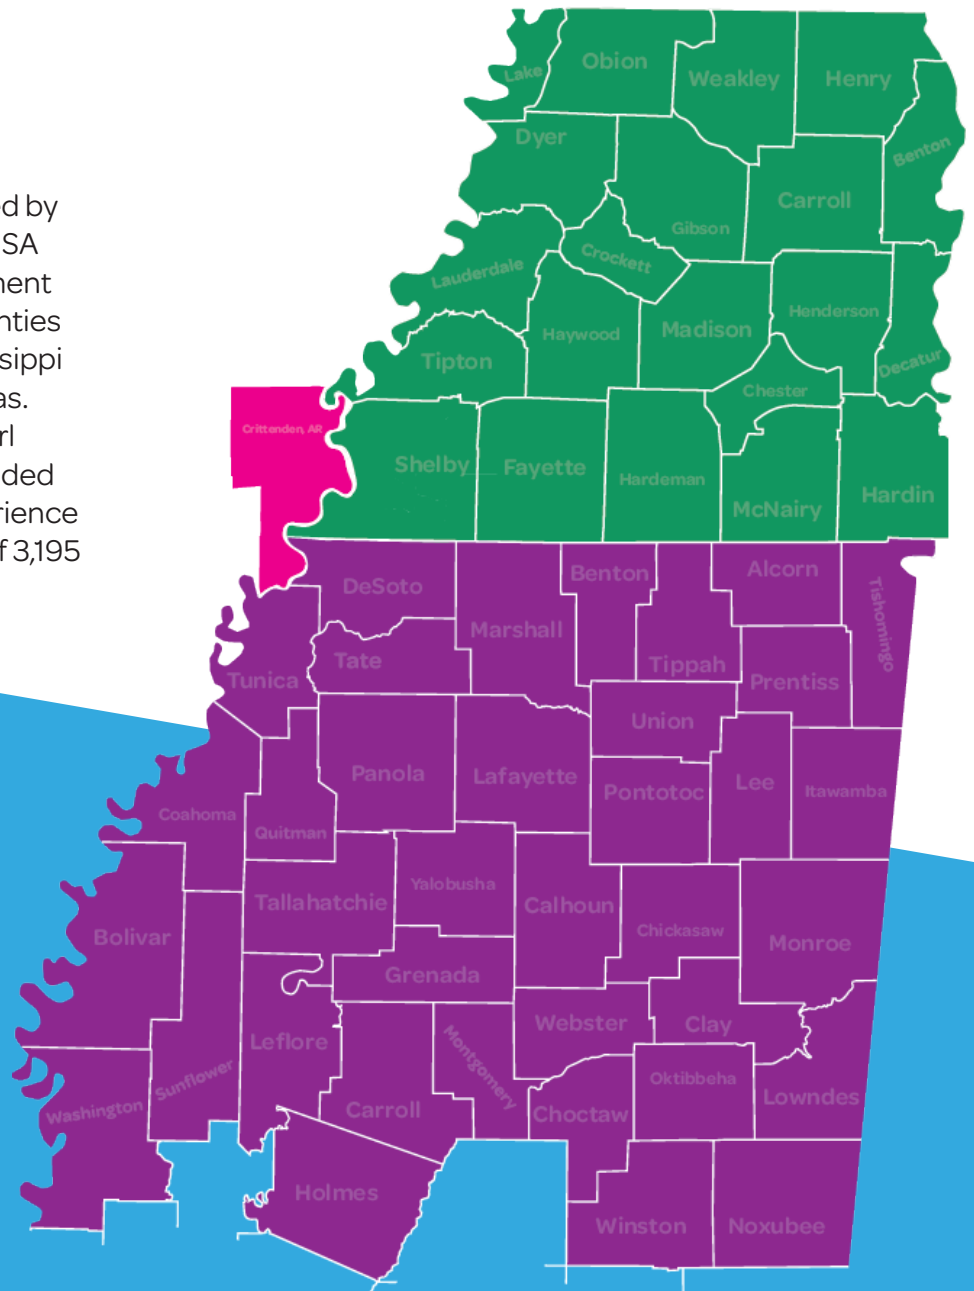 Obion
Lake
Weakley
Henry
Dyer
Benton
Carroll
Gibson
Crockett
Lauderdale
Henderson
Madison
Haywood
Tipton
Decatur
Chester
Crittenden, AR
Shelby
Fayette
Hardeman
Hardin
McNairy
d by
SA
nent
nties
sippi
as.
rl
ded
rience
f 3,195
DeSoto
Benton
Alcorn
Tishomingo
Marshall
Tate
Tippah
Tunica
Prentiss
Union
Panola
Lafayette
Lee
Pontotoc
Itawamba
Coahoma
Quitman
Yalobusha
Tallahatchie
Calhoun
Chickasaw
Bolivar
Monroe
Grenada
Webster
Clay
Leflore
Montgomery
Sunflower
Oktibbeha
Lowndes
Washington
Carroll
Choctaw
Holmes
Winston
Noxubee